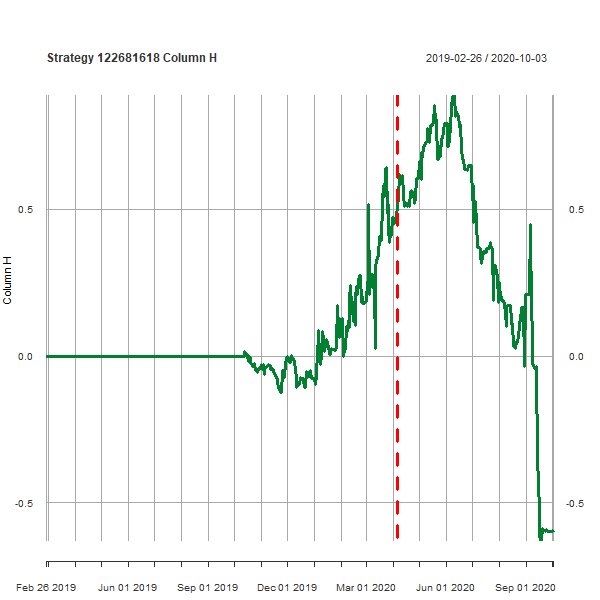 Strategy 122681618 Column H
2019-02-26 / 2020-10-03
Column H
0.5
0.5
0.0
0.0
-0.5
-0.5
Feb 26 2019
Jun 01 2019
Sep 01 2019
Dec 01 2019
Mar 01 2020
Jun 01 2020
Sep 01 2020